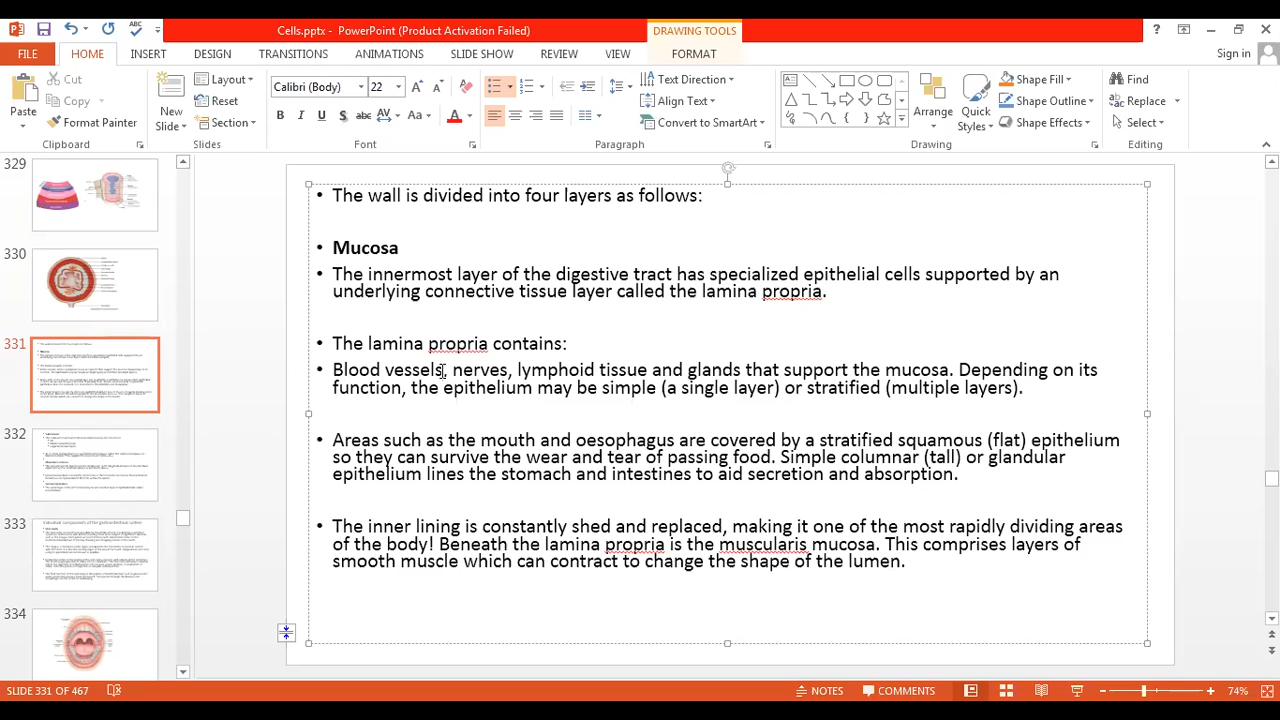 Cells.pptx - PowerPoint (Product Activation Failed)
DRAWING TOOLS
FILE HOME INSERT DESIGN TRANSITIONS ANIMATIONS SLIDE SHOW REVIEW VIEW FORMAT Sign in
Paste Cut Copy Format Painter
Clipboard
New Slide Layout Reset Section
Slides
Calibri (Body) 22
B I U S abc AV Aa A
Font
Text Direction Align Text Convert to SmartArt
Paragraph
Arrange Quick Styles Shape Fill Shape Outline Shape Effects
Drawing
Find Replace Select
Editing
329
330
331
332
333
334
• The wall is divided into four layers as follows:
• Mucosa
• The innermost layer of the digestive tract has specialized epithelial cells supported by an
underlying connective tissue layer called the lamina propria.
• The lamina propria contains:
• Blood vessels, nerves, lymphoid tissue and glands that support the mucosa. Depending on its
function, the epithelium may be simple (a single layer) or stratified (multiple layers).
• Areas such as the mouth and oesophagus are covered by a stratified squamous (flat) epithelium
so they can survive the wear and tear of passing food. Simple columnar (tall) or glandular
epithelium lines the stomach and intestines to aid secretion and absorption.
• The inner lining is constantly shed and replaced, making it one of the most rapidly dividing areas
of the body! Beneath the lamina propria is the muscularis mucosa. This comprises layers of
smooth muscle which can contract to change the shape of the lumen.
SLIDE 331 OF 467 NOTES COMMENTS 74%